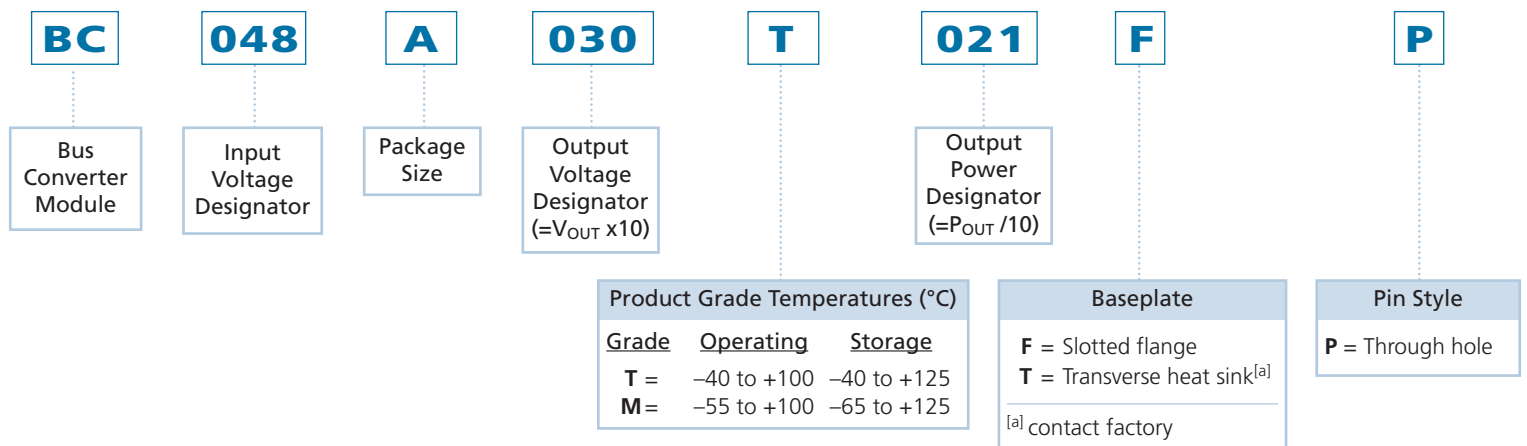 BC 048 A 030 T 021 F P
Bus
Converter
Module
Input
Voltage
Designator
Package
Size
Output
Voltage
Designator
(=VOUT x10)
Output
Power
Designator
(=POUT /10)
Product Grade Temperatures (°C)
Grade Operating Storage
T = –40 to +100 –40 to +125
M = –55 to +100 –65 to +125
Baseplate
F = Slotted flange
T = Transverse heat sink[a]
[a] contact factory
Pin Style
P = Through hole